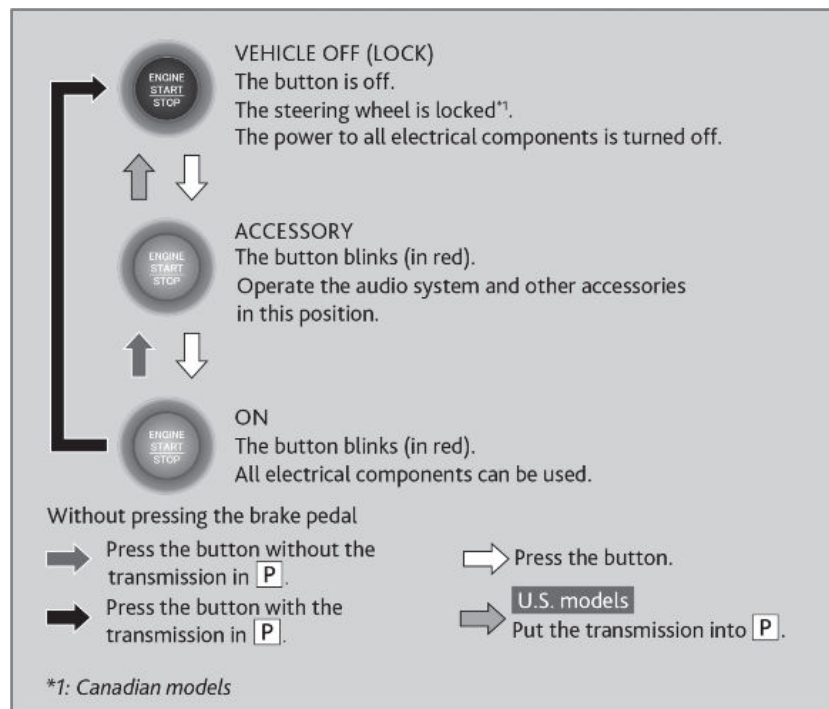 ENGINE
START
STOP
VEHICLE OFF (LOCK)
The button is off.
The steering wheel is locked*1.
The power to all electrical components is turned off.
ENGINE
START
STOP
ACCESSORY
The button blinks (in red).
Operate the audio system and other accessories
in this position.
ENGINE
START
STOP
ON
The button blinks (in red).
All electrical components can be used.
Without pressing the brake pedal
Press the button without the
transmission in P.
Press the button.
Press the button with the
transmission in P.
U.S. models
Put the transmission into P.
*1: Canadian models